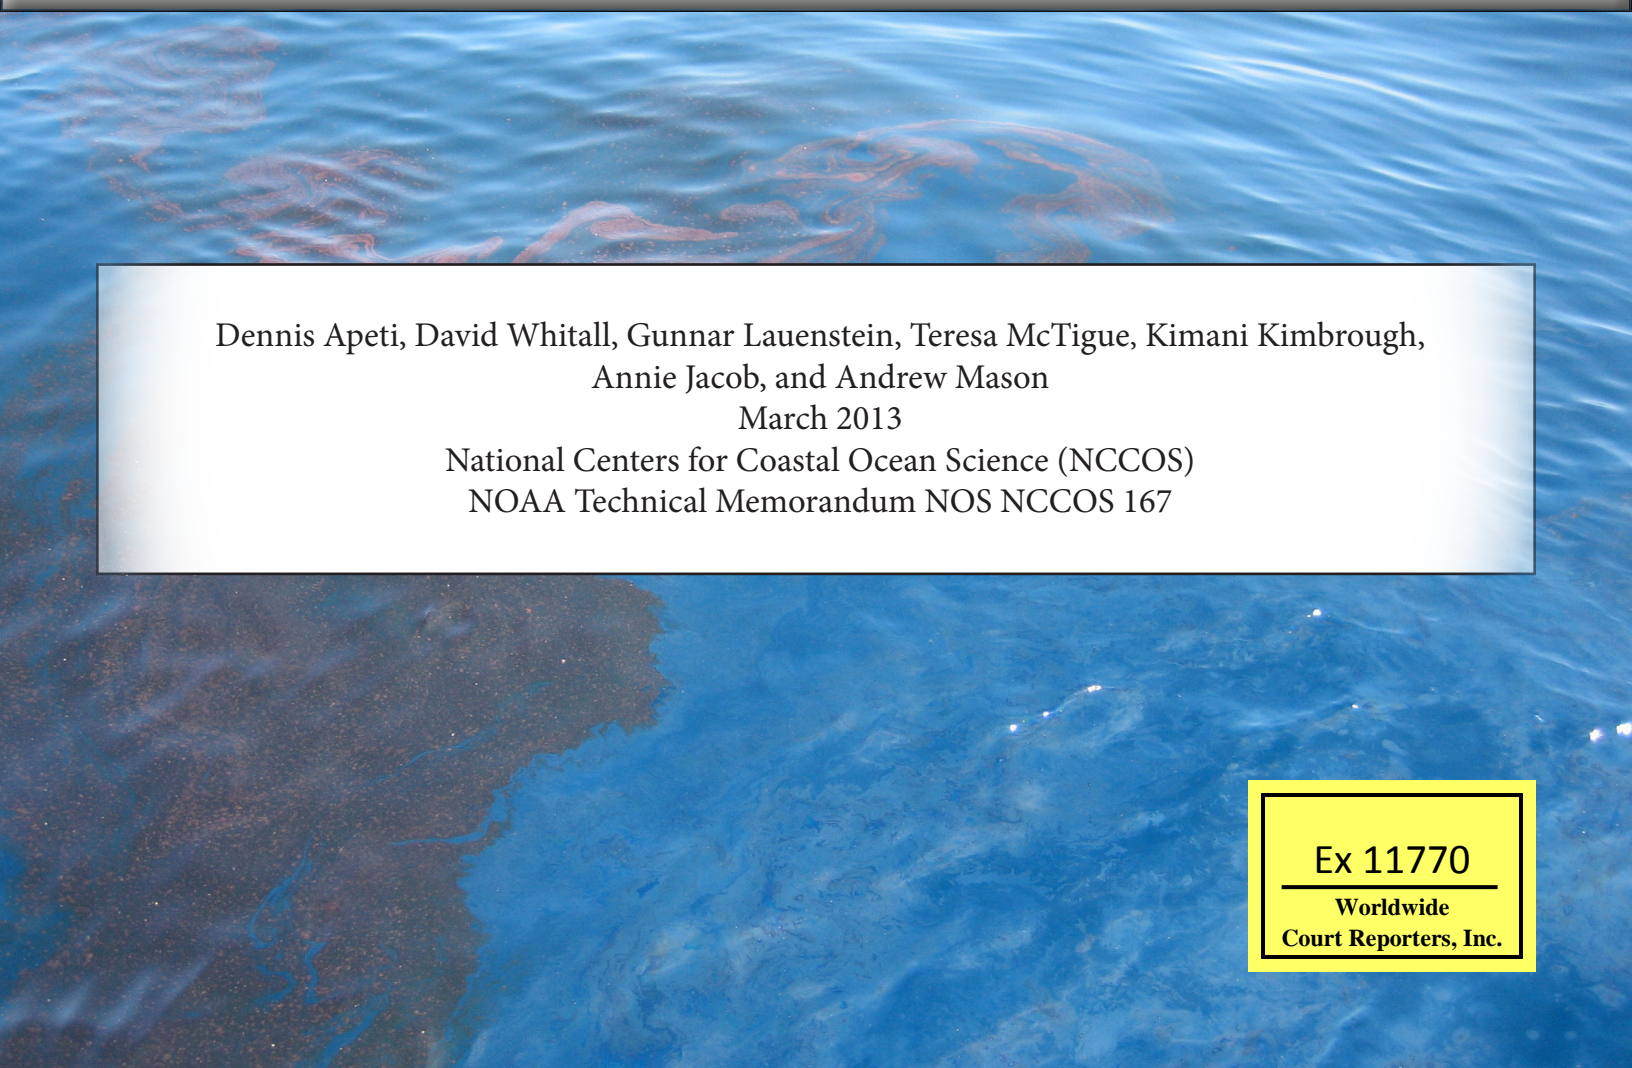 Dennis Apeti, David Whitall, Gunnar Lauenstein, Teresa McTigue, Kimani Kimbrough,
Annie Jacob, and Andrew Mason
March 2013
National Centers for Coastal Ocean Science (NCCOS)
NOAA Technical Memorandum NOS NCCOS 167
Ex 11770
Worldwide
Court Reporters, Inc.